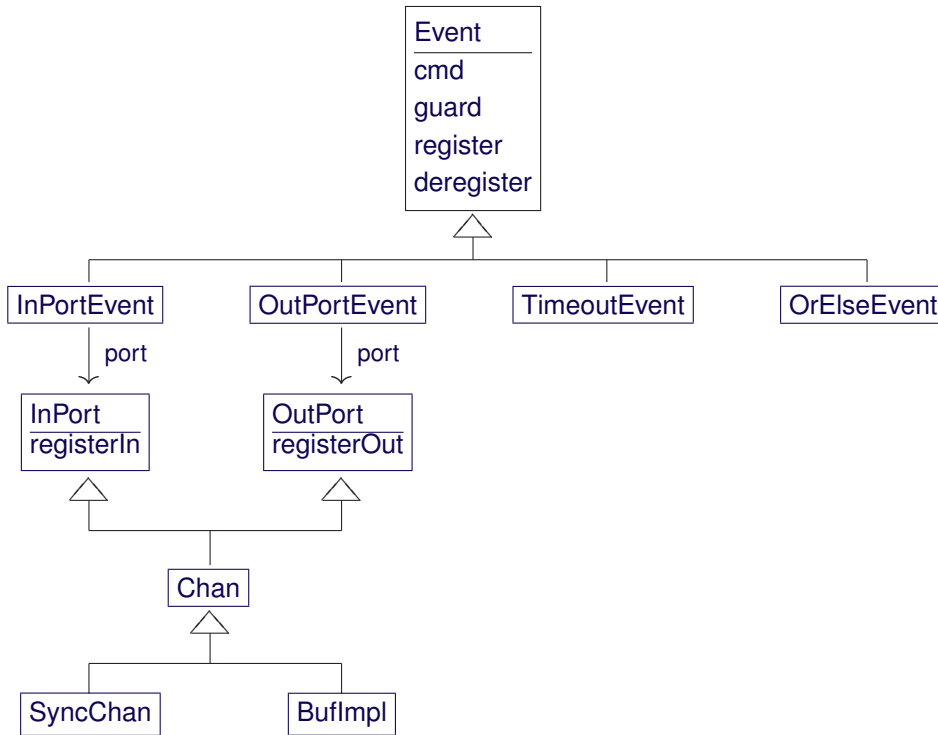 Event
cmd
guard
register
deregister
InPortEvent
OutPortEvent
TimeoutEvent
OrElseEvent
port
port
InPort
registerIn
OutPort
registerOut
Chan
SyncChan
BufImpl